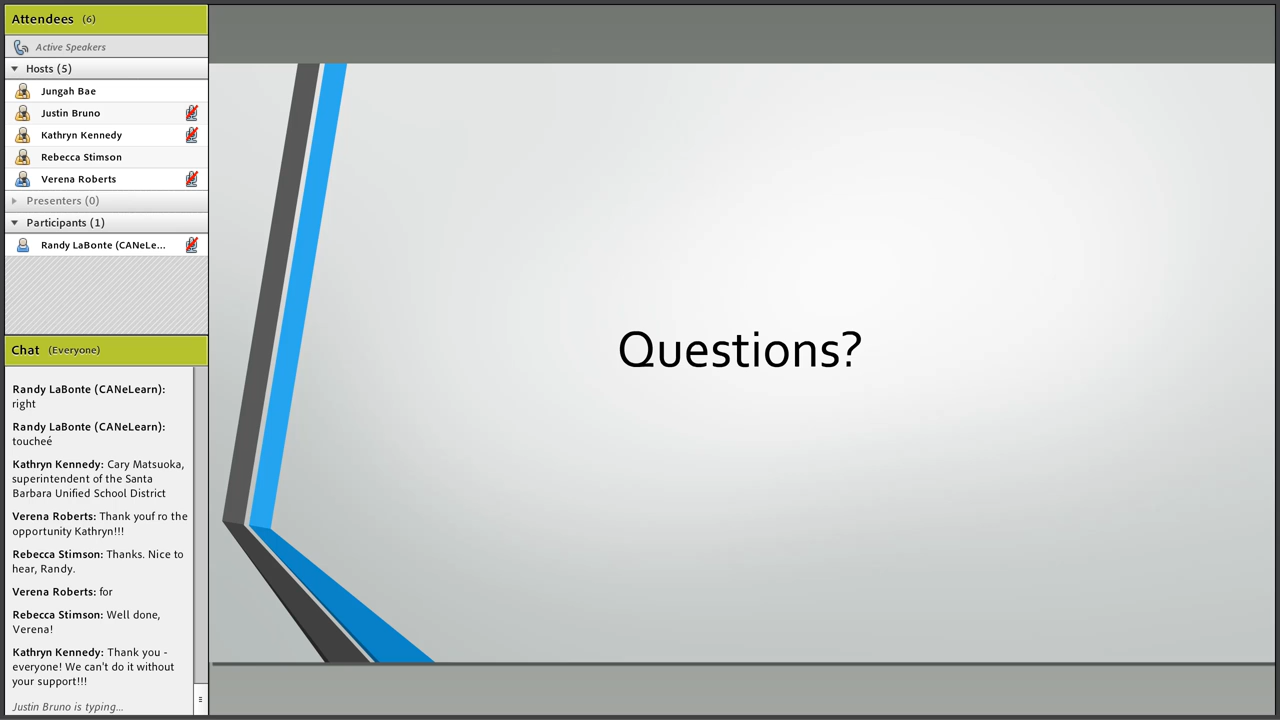 Attendees (6)
Active Speakers
Hosts (5)
Jungah Bae
Justin Bruno
Kathryn Kennedy
Rebecca Stimson
Verena Roberts
Presenters (0)
Participants (1)
Randy LaBonte (CANeLe...
Chat (Everyone)
Randy LaBonte (CANeLearn):
right
Randy LaBonte (CANeLearn):
toucheé
Kathryn Kennedy: Cary Matsuoka,
superintendent of the Santa
Barbara Unified School District
Verena Roberts: Thank youf ro the
opportunity Kathryn!!!
Rebecca Stimson: Thanks. Nice to
hear, Randy.
Verena Roberts: for
Rebecca Stimson: Well done,
Verena!
Kathryn Kennedy: Thank you -
everyone! We can't do it without
your support!!!
Justin Bruno is typing...
Questions?